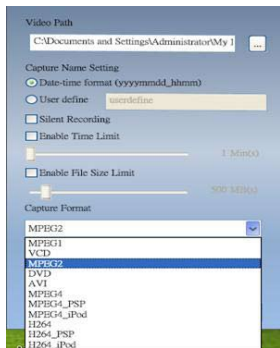 Video Path
C:\Documents and Settings\Administrator\My
...
Capture Name Setting
Date-time format (yyyymmdd_hhmm)
User define userdefine
Silent Recording
Enable Time Limit
1 Min(s)
Enable File Size Limit
500 MB(s)
Capture Format
MPEG2
MPEG1
VCD
MPEG2
DVD
AVI
MPEG4
MPEG4_PSP
MPEG4_iPod
H264
H264_PSP
H264_iPod